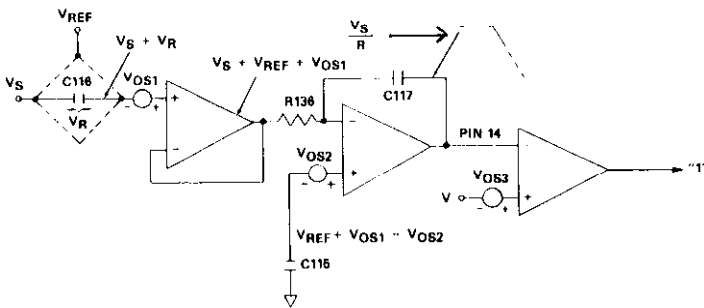 VREF
VS + VR
VS
C116
VOS1
VR
VS + VREF + VOS1
VS
R
C117
R136
PIN 14
VOS2
VOS3
V
"1"
VREF + VOS1 - VOS2
C115